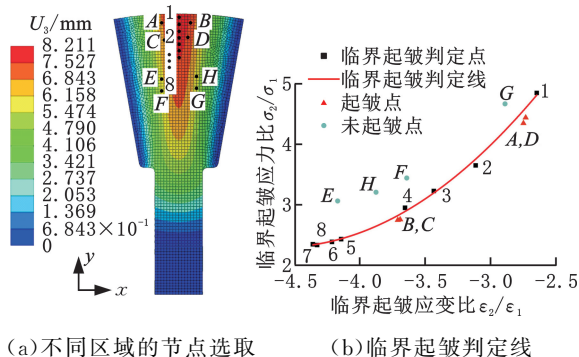 U₃/mm
8.211
7.527
6.843
6.158
5.474
4.790
4.106
3.421
2.737
2.053
1.369
6.843×10⁻¹
0
A 1 B
C 2 D
E 8 H
F G
y
x
(a)不同区域的节点选取
临界起皱应力比σ₂/σ₁
5
4
3
2
临界起皱判定点
临界起皱判定线
起皱点
未起皱点
G 1
A,D
2
F
H 3
E 4
B,C
8
7 6 5
-4.5 -4.0 -3.5 -3.0 -2.5
临界起皱应变比ε₂/ε₁
(b)临界起皱判定线